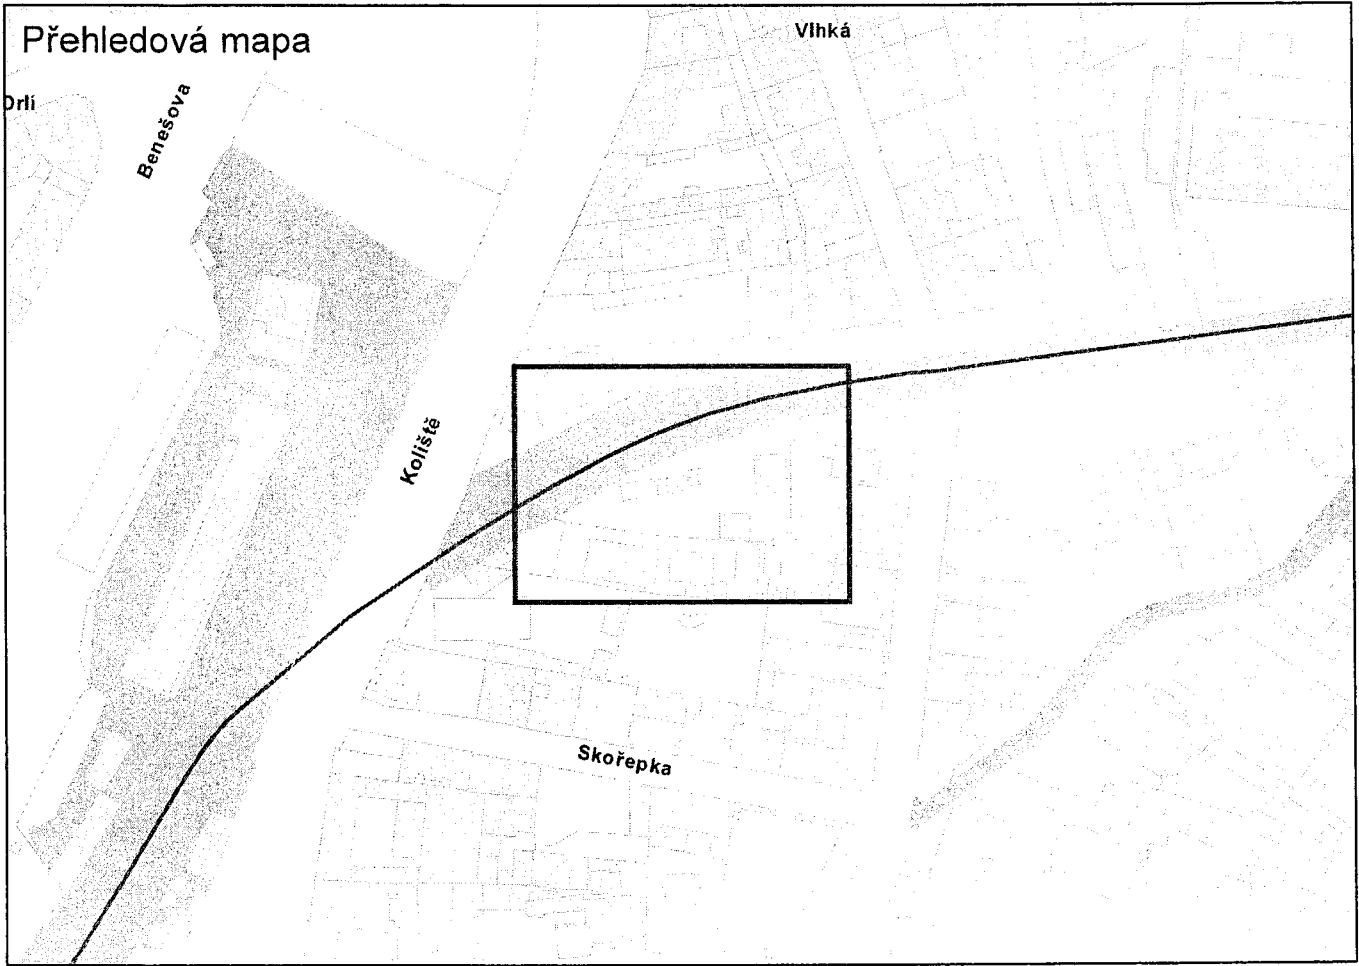 Přehledová mapa
Vlhká
Orlí
Benešova
Koliště
Skořepka